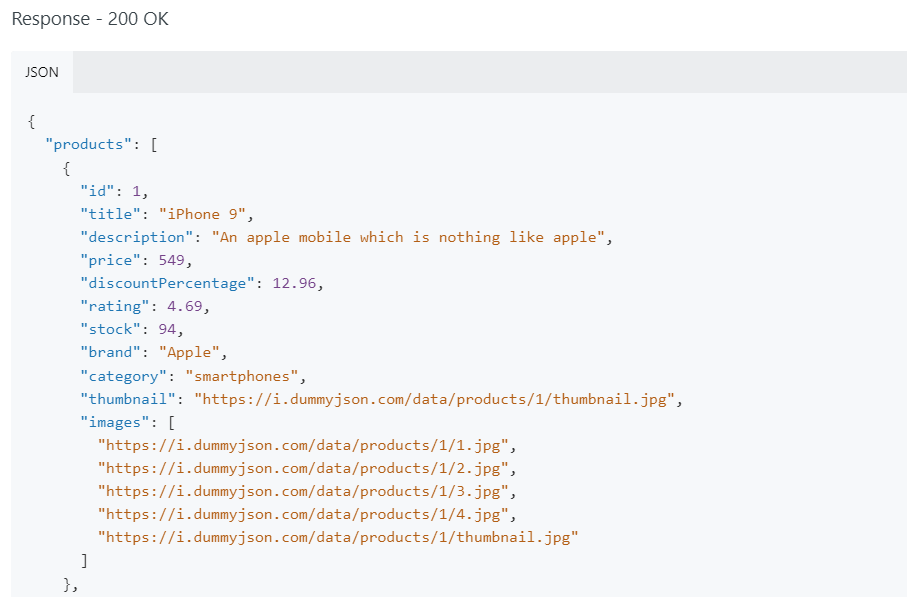 Response - 200 OK
JSON
{
"products": [
{
"id": 1,
"title": "iPhone 9",
"description": "An apple mobile which is nothing like apple",
"price": 549,
"discountPercentage": 12.96,
"rating": 4.69,
"stock": 94,
"brand": "Apple",
"category": "smartphones",
"thumbnail": "https://i.dummyjson.com/data/products/1/thumbnail.jpg",
"images": [
"https://i.dummyjson.com/data/products/1/1.jpg",
"https://i.dummyjson.com/data/products/1/2.jpg",
"https://i.dummyjson.com/data/products/1/3.jpg",
"https://i.dummyjson.com/data/products/1/4.jpg",
"https://i.dummyjson.com/data/products/1/thumbnail.jpg"
]
},